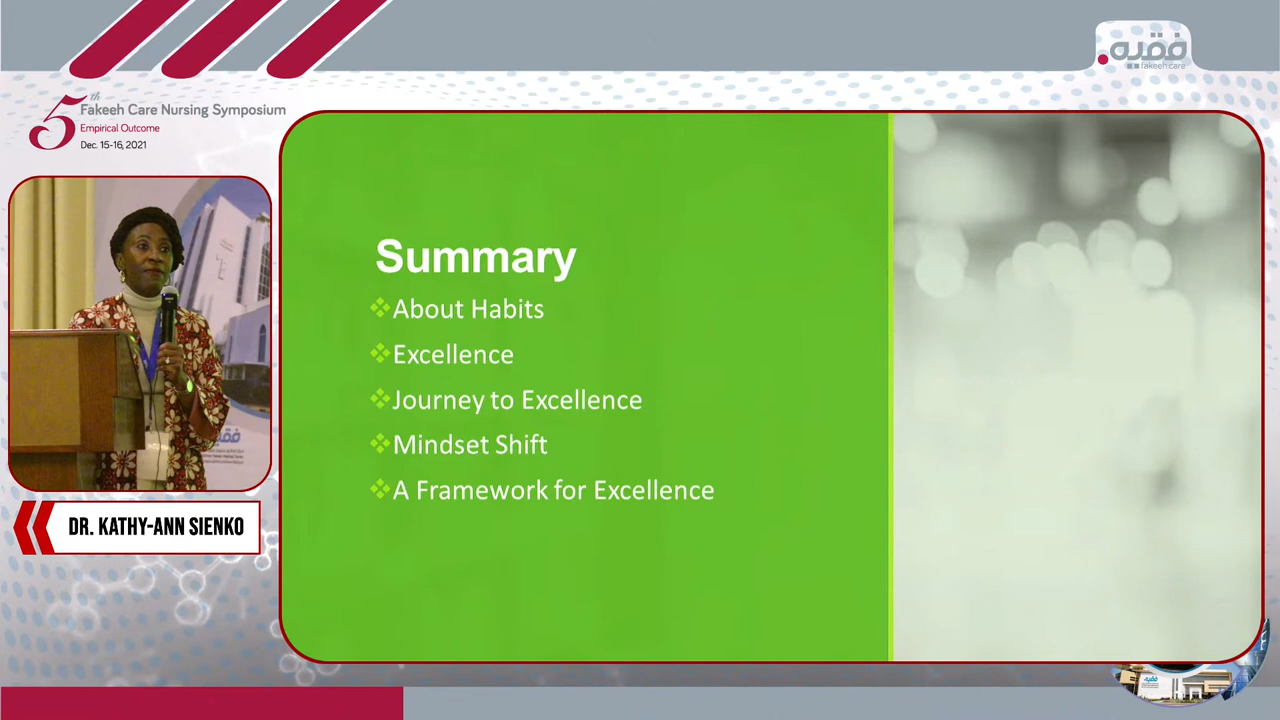 فقيه
fakeeh care
5th
Fakeeh Care Nursing Symposium
Empirical Outcome
Dec. 15-16, 2021
Summary
❖About Habits
❖Excellence
❖Journey to Excellence
❖Mindset Shift
❖A Framework for Excellence
فقيه
DR. KATHY-ANN SIENKO